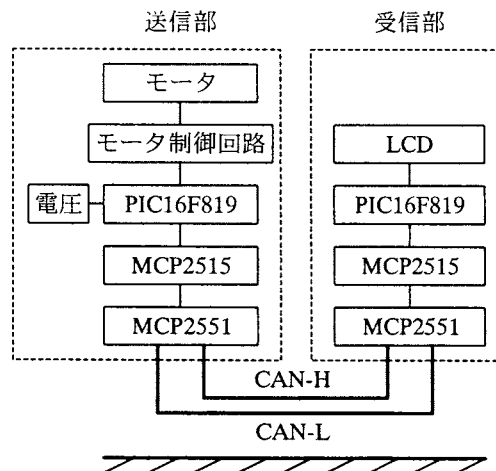 送信部
受信部
モータ
モータ制御回路
電圧
PIC16F819
MCP2515
MCP2551
LCD
PIC16F819
MCP2515
MCP2551
CAN-H
CAN-L